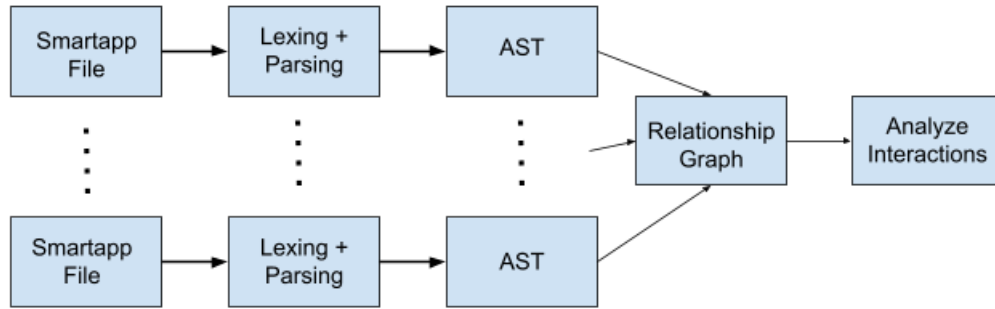 Smartapp
File
Lexing +
Parsing
AST
Relationship
Graph
Analyze
Interactions
Smartapp
File
Lexing +
Parsing
AST